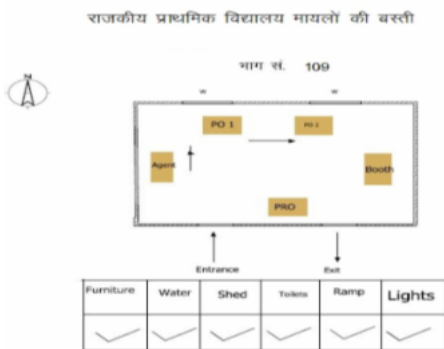 राजकीय प्राथमिक विद्यालय मायलों की बस्ती
भाग सं. 109
N
W W
PO 1 PO 2
Agent Booth
PRO
Entrance Exit
Furniture Water Shed Toilets Ramp Lights